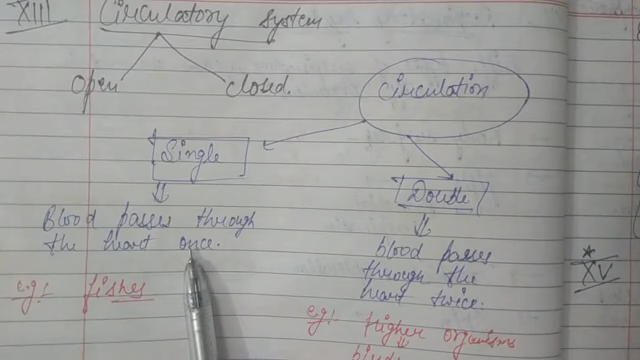 XIII Circulatory System
Open
closed.
Circulation
Single
Double
Blood passes through
the heart once.
blood passes
through the
heart twice.
e.g: fishes
e.g: Higher organisms
XV